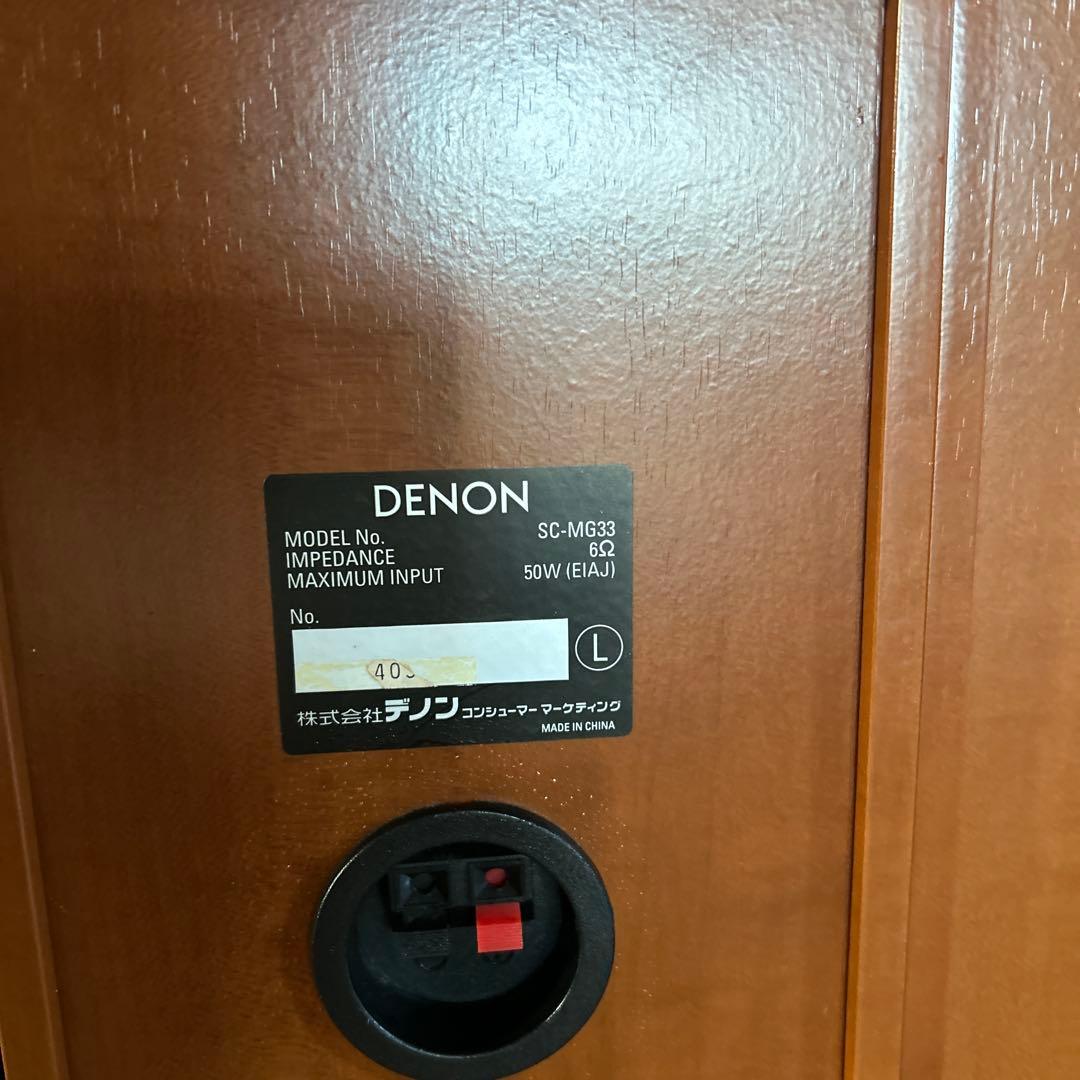 DENON
MODEL No. SC-MG33
IMPEDANCE 6Ω
MAXIMUM INPUT 50W (EIAJ)
No.
40
L
株式会社デノン コンシューマー マーケティング
MADE IN CHINA